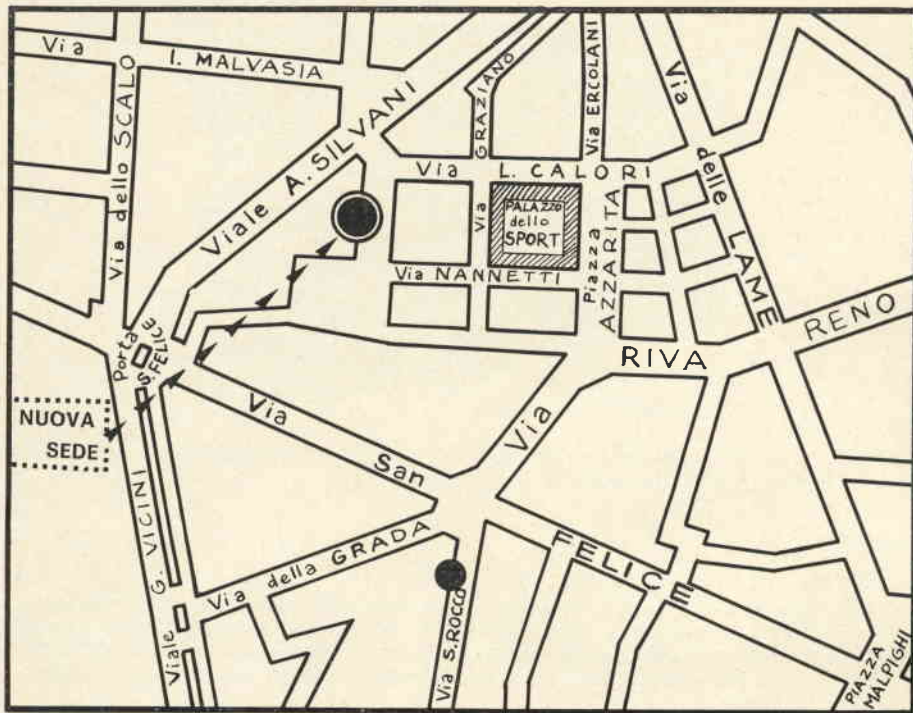 Via I. MALVASIA
Via dello SCALO
Viale A. SILVANI
Via GRAZIANO
Via ERCOLANI
Via delle LAME
Via L. CALORI
PALAZZO
dello
SPORT
Piazza AZZARITA
Via NANNETTI
Porta
S. FELICE
RIVA RENO
Via
NUOVA
SEDE
Via San FELICE
Viale G. VICINI
Via della GRADA
Via S. ROCCO
PIAZZA
MALPIGHI